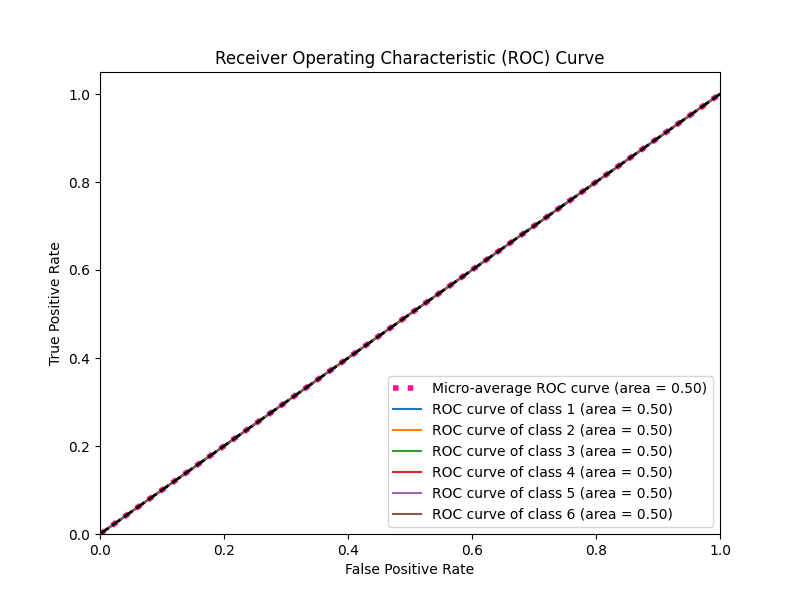 Receiver Operating Characteristic (ROC) Curve
1.0
0.8
0.6
0.4
0.2
0.0
True Positive Rate
Micro-average ROC curve (area = 0.50)
ROC curve of class 1 (area = 0.50)
ROC curve of class 2 (area = 0.50)
ROC curve of class 3 (area = 0.50)
ROC curve of class 4 (area = 0.50)
ROC curve of class 5 (area = 0.50)
ROC curve of class 6 (area = 0.50)
0.0 0.2 0.4 0.6 0.8 1.0
False Positive Rate